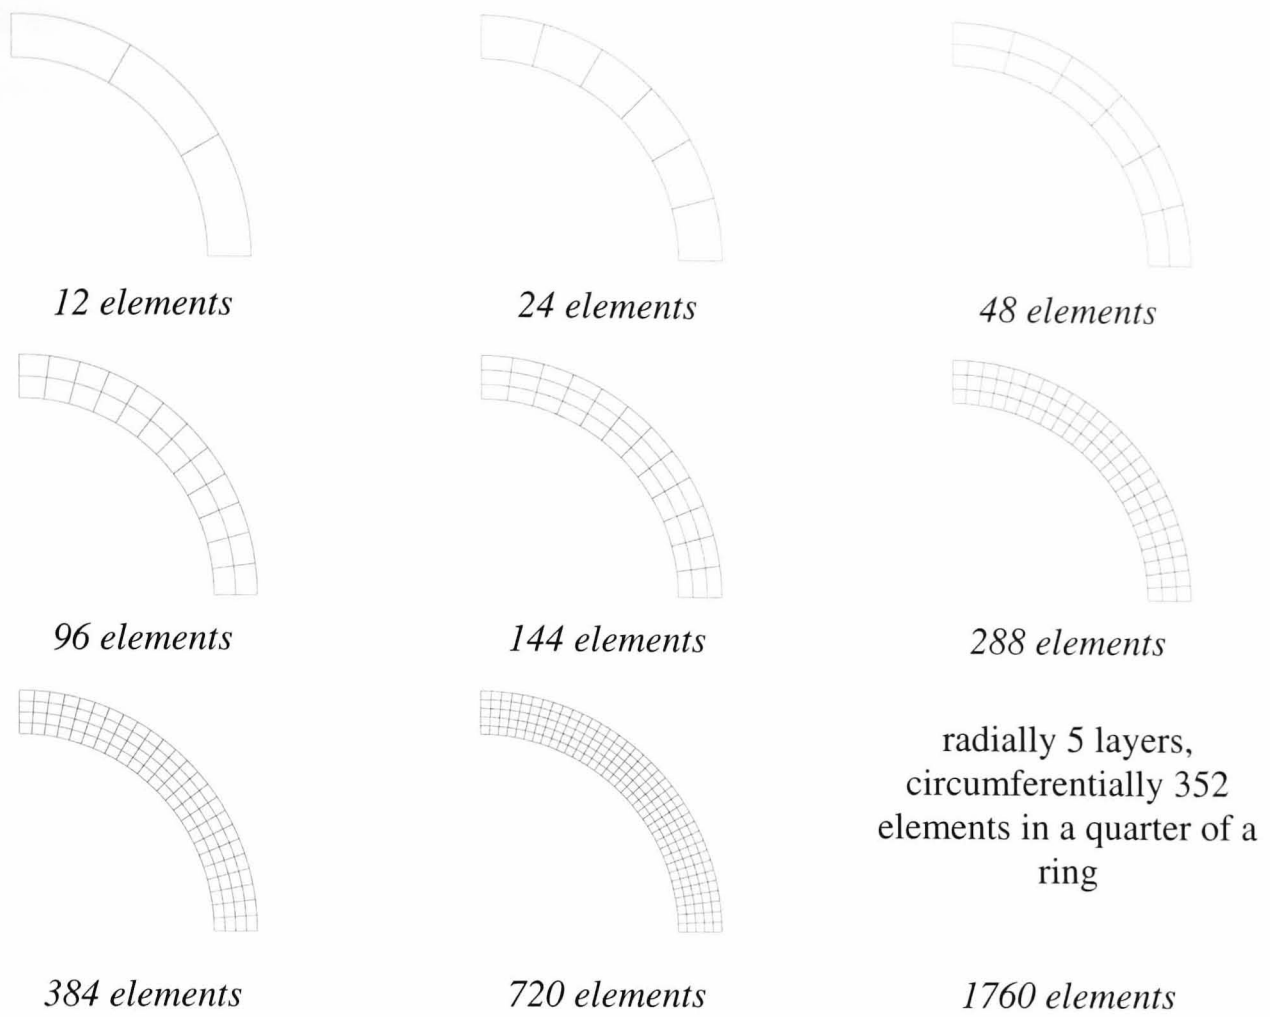 12 elements
24 elements
48 elements
96 elements
144 elements
288 elements
radially 5 layers,
circumferentially 352
elements in a quarter of a
ring
384 elements
720 elements
1760 elements